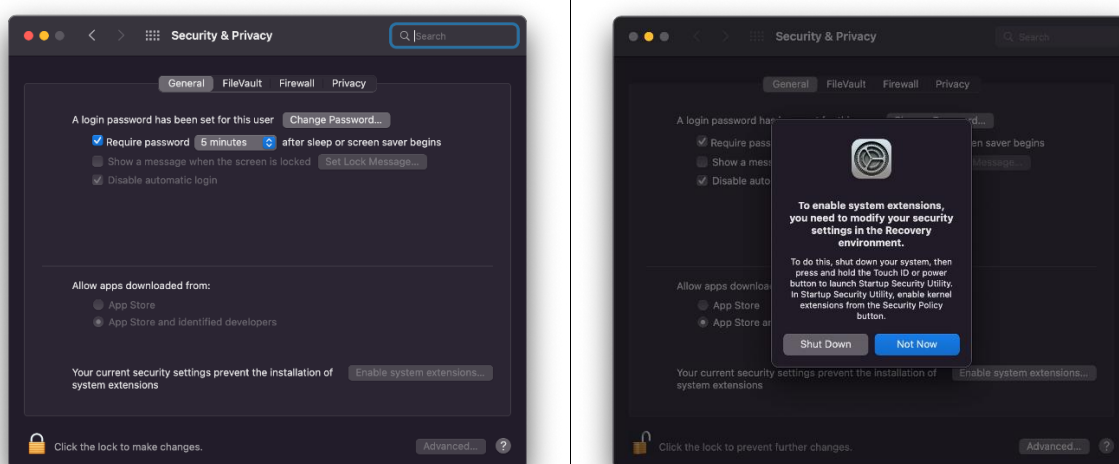 Security & Privacy
Search
General FileVault Firewall Privacy
A login password has been set for this user Change Password...
Require password 5 minutes after sleep or screen saver begins
Show a message when the screen is locked Set Lock Message...
Disable automatic login
Allow apps downloaded from:
App Store
App Store and identified developers
Your current security settings prevent the installation of
system extensions
Enable system extensions...
Click the lock to make changes.
Advanced... ?
Security & Privacy
Search
General FileVault Firewall Privacy
A login password
Require
en saver begins
Show a
Disable
To enable system extensions,
you need to modify your security
settings in the Recovery
environment.
To do this, shut down your system, then
press and hold the Touch ID or power
button to launch Startup Security Utility.
In Startup Security Utility, enable kernel
extensions from the Security Policy
button.
Shut Down Not Now
Allow apps
App Store
App Store
Your current security settings prevent the installation of
system extensions
Enable system extensions...
Click the lock to prevent further changes.
Advanced... ?